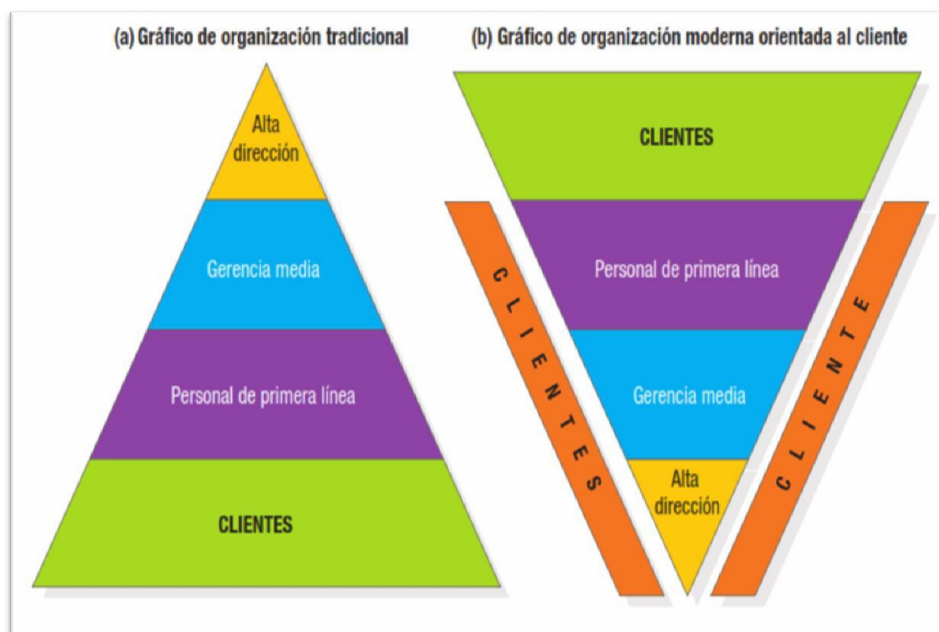 (a) Gráfico de organización tradicional
Alta
dirección
Gerencia media
Personal de primera línea
CLIENTES
(b) Gráfico de organización moderna orientada al cliente
CLIENTES
Personal de primera línea
Gerencia media
Alta
dirección
CLIENTES
CLIENTE